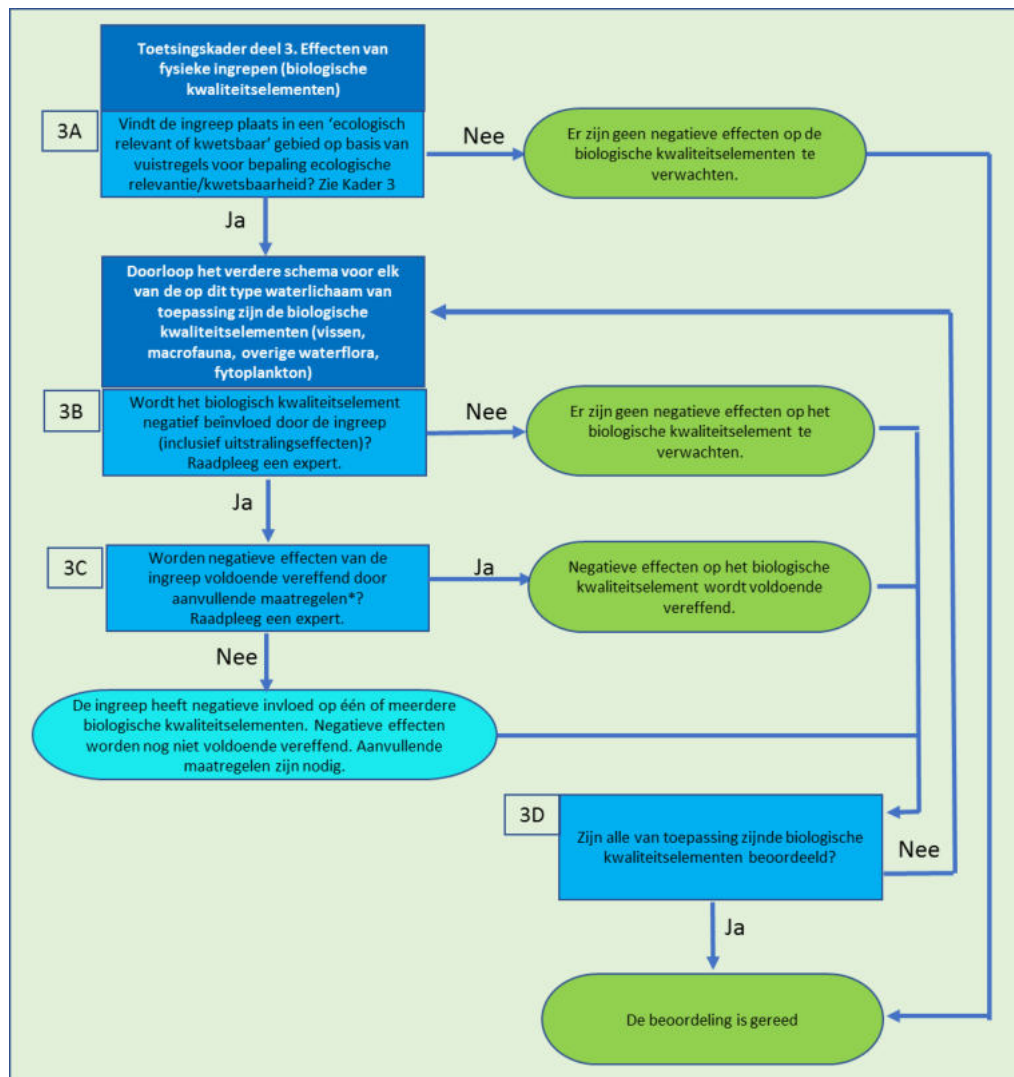 Toetsingskader deel 3. Effecten van
fysieke ingrepen (biologische
kwaliteitselementen)
3A
Vindt de ingreep plaats in een ‘ecologisch
relevant of kwetsbaar’ gebied op basis van
vuistregels voor bepaling ecologische
relevantie/kwetsbaarheid? Zie Kader 3
Nee
Er zijn geen negatieve effecten op de
biologische kwaliteitselementen te
verwachten.
Ja
Doorloop het verdere schema voor elk
van de op dit type waterlichaam van
toepassing zijn de biologische
kwaliteitselementen (vissen,
macrofauna, overige waterflora,
fytoplankton)
3B
Wordt het biologisch kwaliteitselement
negatief beïnvloed door de ingreep
(inclusief uitstralingseffecten)?
Raadpleeg een expert.
Nee
Er zijn geen negatieve effecten op het
biologische kwaliteitselement te
verwachten.
Ja
3C
Worden negatieve effecten van de
ingreep voldoende vereffend door
aanvullende maatregelen*?
Raadpleeg een expert.
Ja
Negatieve effecten op het biologische
kwaliteitselement wordt voldoende
vereffend.
Nee
De ingreep heeft negatieve invloed op één of meerdere
biologische kwaliteitselementen. Negatieve effecten
worden nog niet voldoende vereffend. Aanvullende
maatregelen zijn nodig.
3D
Zijn alle van toepassing zijnde biologische
kwaliteitselementen beoordeeld?
Nee
Ja
De beoordeling is gereed